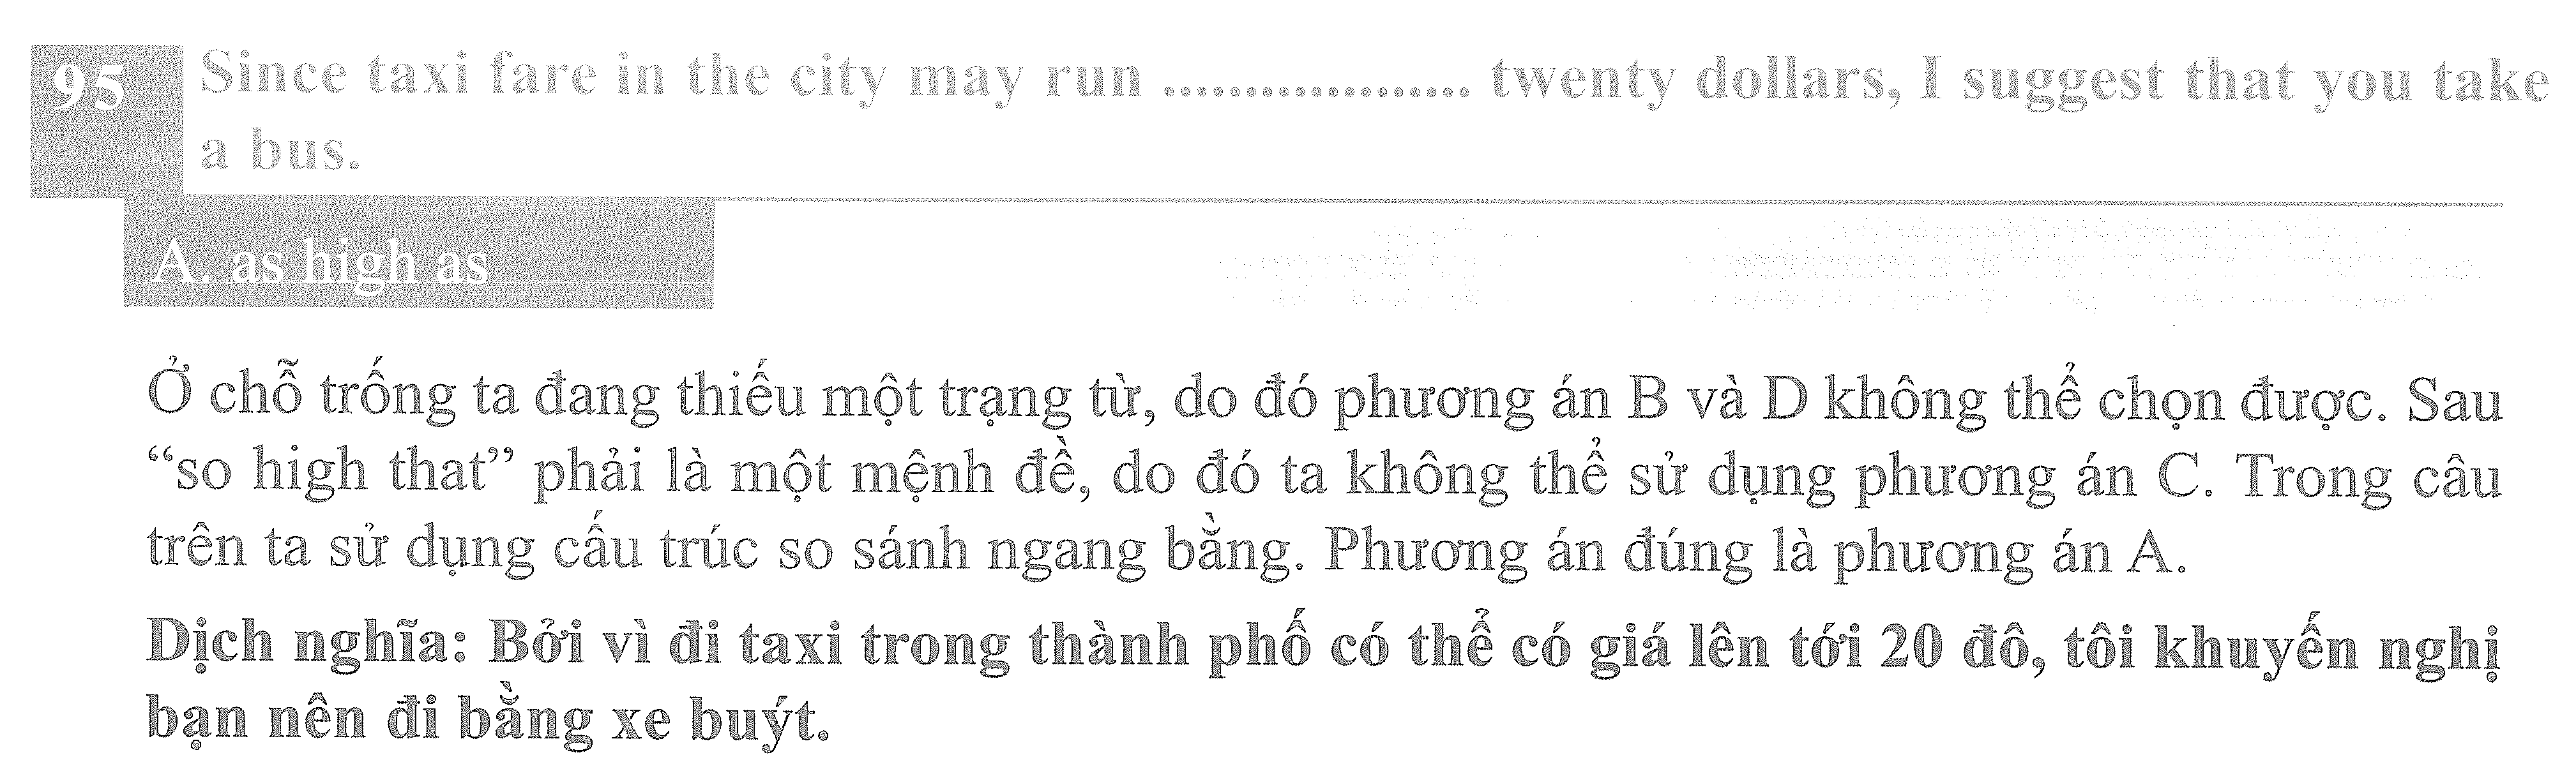 95 Since taxi fare in the city may run .................. twenty dollars, I suggest that you take
a bus.
A. as high as
Ở chỗ trống ta đang thiếu một trạng từ, do đó phương án B và D không thể chọn được. Sau
“so high that” phải là một mệnh đề, do đó ta không thể sử dụng phương án C. Trong câu
trên ta sử dụng cấu trúc so sánh ngang bằng. Phương án đúng là phương án A.
Dịch nghĩa: Bởi vì đi taxi trong thành phố có thể có giá lên tới 20 đô, tôi khuyến nghị
bạn nên đi bằng xe buýt.